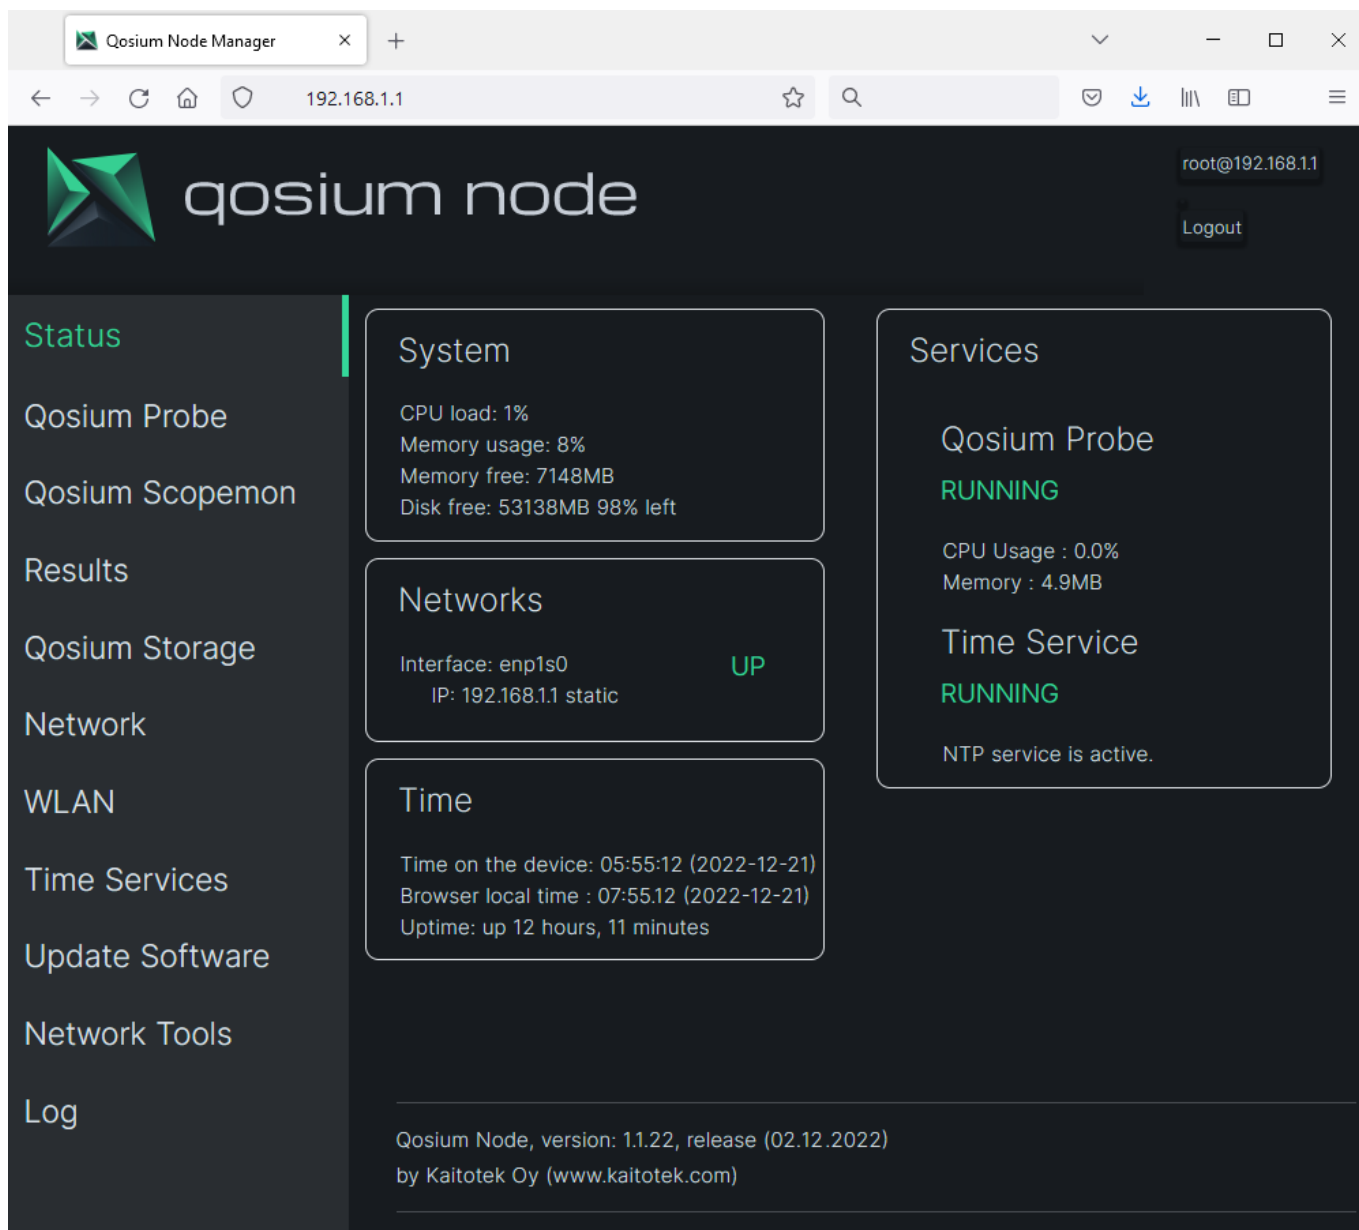 Qosium Node Manager
192.168.1.1
qosium node
root@192.168.1.1
Logout
Status
Qosium Probe
Qosium Scopemon
Results
Qosium Storage
Network
WLAN
Time Services
Update Software
Network Tools
Log
System
CPU load: 1%
Memory usage: 8%
Memory free: 7148MB
Disk free: 53138MB 98% left
Networks
Interface: enp1s0 UP
IP: 192.168.1.1 static
Time
Time on the device: 05:55:12 (2022-12-21)
Browser local time : 07:55.12 (2022-12-21)
Uptime: up 12 hours, 11 minutes
Services
Qosium Probe
RUNNING
CPU Usage : 0.0%
Memory : 4.9MB
Time Service
RUNNING
NTP service is active.
Qosium Node, version: 1.1.22, release (02.12.2022)
by Kaitotek Oy (www.kaitotek.com)